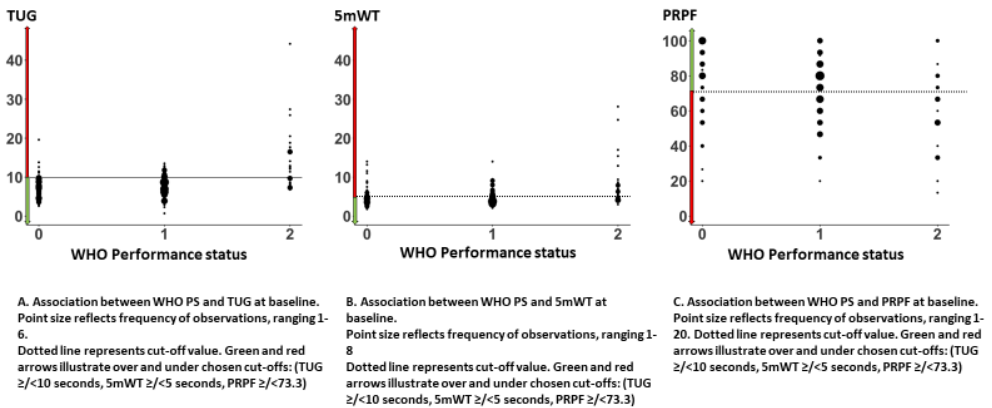 TUG
40
30
20
10
0
0 1 2
WHO Performance status
A. Association between WHO PS and TUG at baseline.
Point size reflects frequency of observations, ranging 1-
6.
Dotted line represents cut-off value. Green and red
arrows illustrate over and under chosen cut-offs: (TUG
≥/<10 seconds, 5mWT ≥/<5 seconds, PRPF ≥/<73.3)
5mWT
40
30
20
10
0
0 1 2
WHO Performance status
B. Association between WHO PS and 5mWT at
baseline.
Point size reflects frequency of observations, ranging 1-
8
Dotted line represents cut-off value. Green and red
arrows illustrate over and under chosen cut-offs: (TUG
≥/<10 seconds, 5mWT ≥/<5 seconds, PRPF ≥/<73.3)
PRPF
100
80
60
40
20
0
0 1 2
WHO Performance status
C. Association between WHO PS and PRPF at baseline.
Point size reflects frequency of observations, ranging 1-
20. Dotted line represents cut-off value. Green and red
arrows illustrate over and under chosen cut-offs: (TUG
≥/<10 seconds, 5mWT ≥/<5 seconds, PRPF ≥/<73.3)